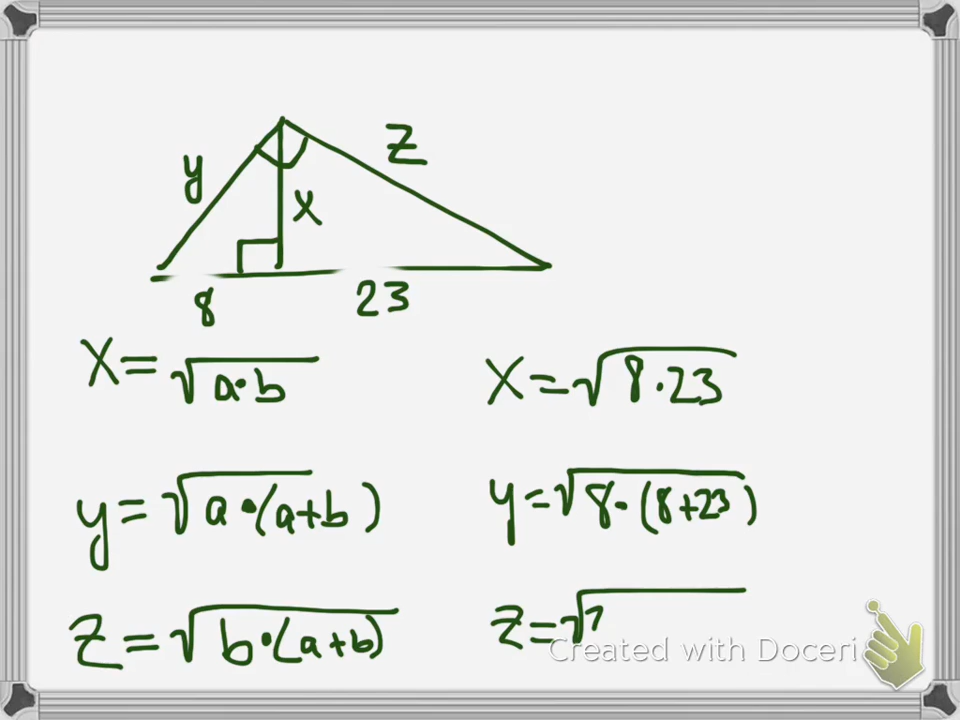 y
z
x
8
23
x = √a·b
x = √8·23
y = √a·(a+b)
y = √8·(8+23)
z = √b·(a+b)
z = √
Created with Doceri